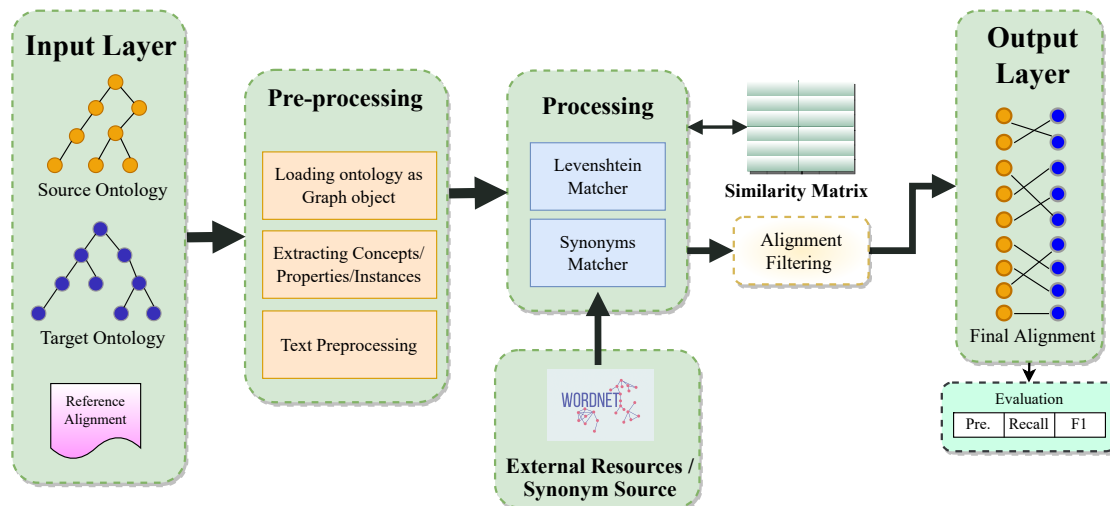 Input Layer
Source Ontology
Target Ontology
Reference
Alignment
Pre-processing
Loading ontology as
Graph object
Extracting Concepts/
Properties/Instances
Text Preprocessing
Processing
Levenshtein
Matcher
Synonyms
Matcher
WORDNET
External Resources /
Synonym Source
Similarity Matrix
Alignment
Filtering
Output
Layer
Final Alignment
Evaluation
Pre. Recall F1